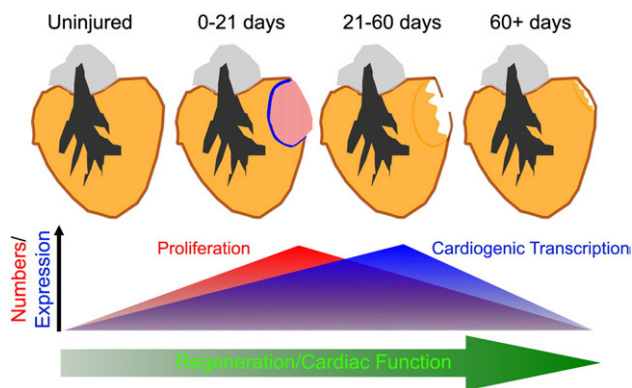 Uninjured
0-21 days
21-60 days
60+ days
Numbers/
Expression
Proliferation
Cardiogenic Transcription
Regeneration/Cardiac Function